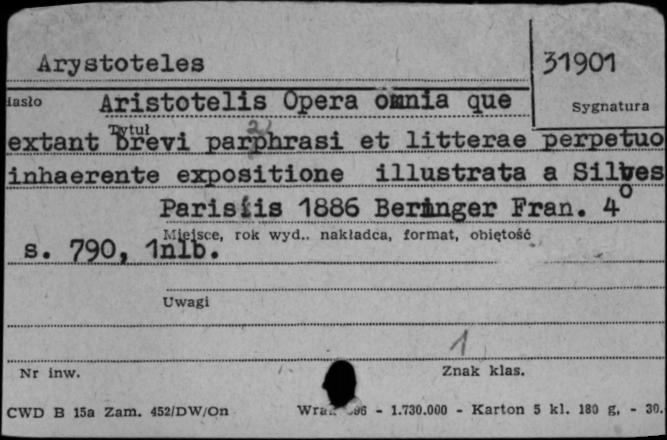 Arystoteles 31901
Hasło Aristotelis Opera omnia que Sygnatura
Tytuł
extant brevi parphrasi et litterae perpetuo
inhaerente expositione illustrata a Silves
Parisiis 1886 Beringer Fran. 4°
Miejsce, rok wyd., nakładca, format, objętość
s. 790, 1nlb.
Uwagi
1
Nr inw. Znak klas.
CWD B 15a Zam. 452/DW/On 96 - 1.730.000 - Karton 5 kl. 180 g. - 30.